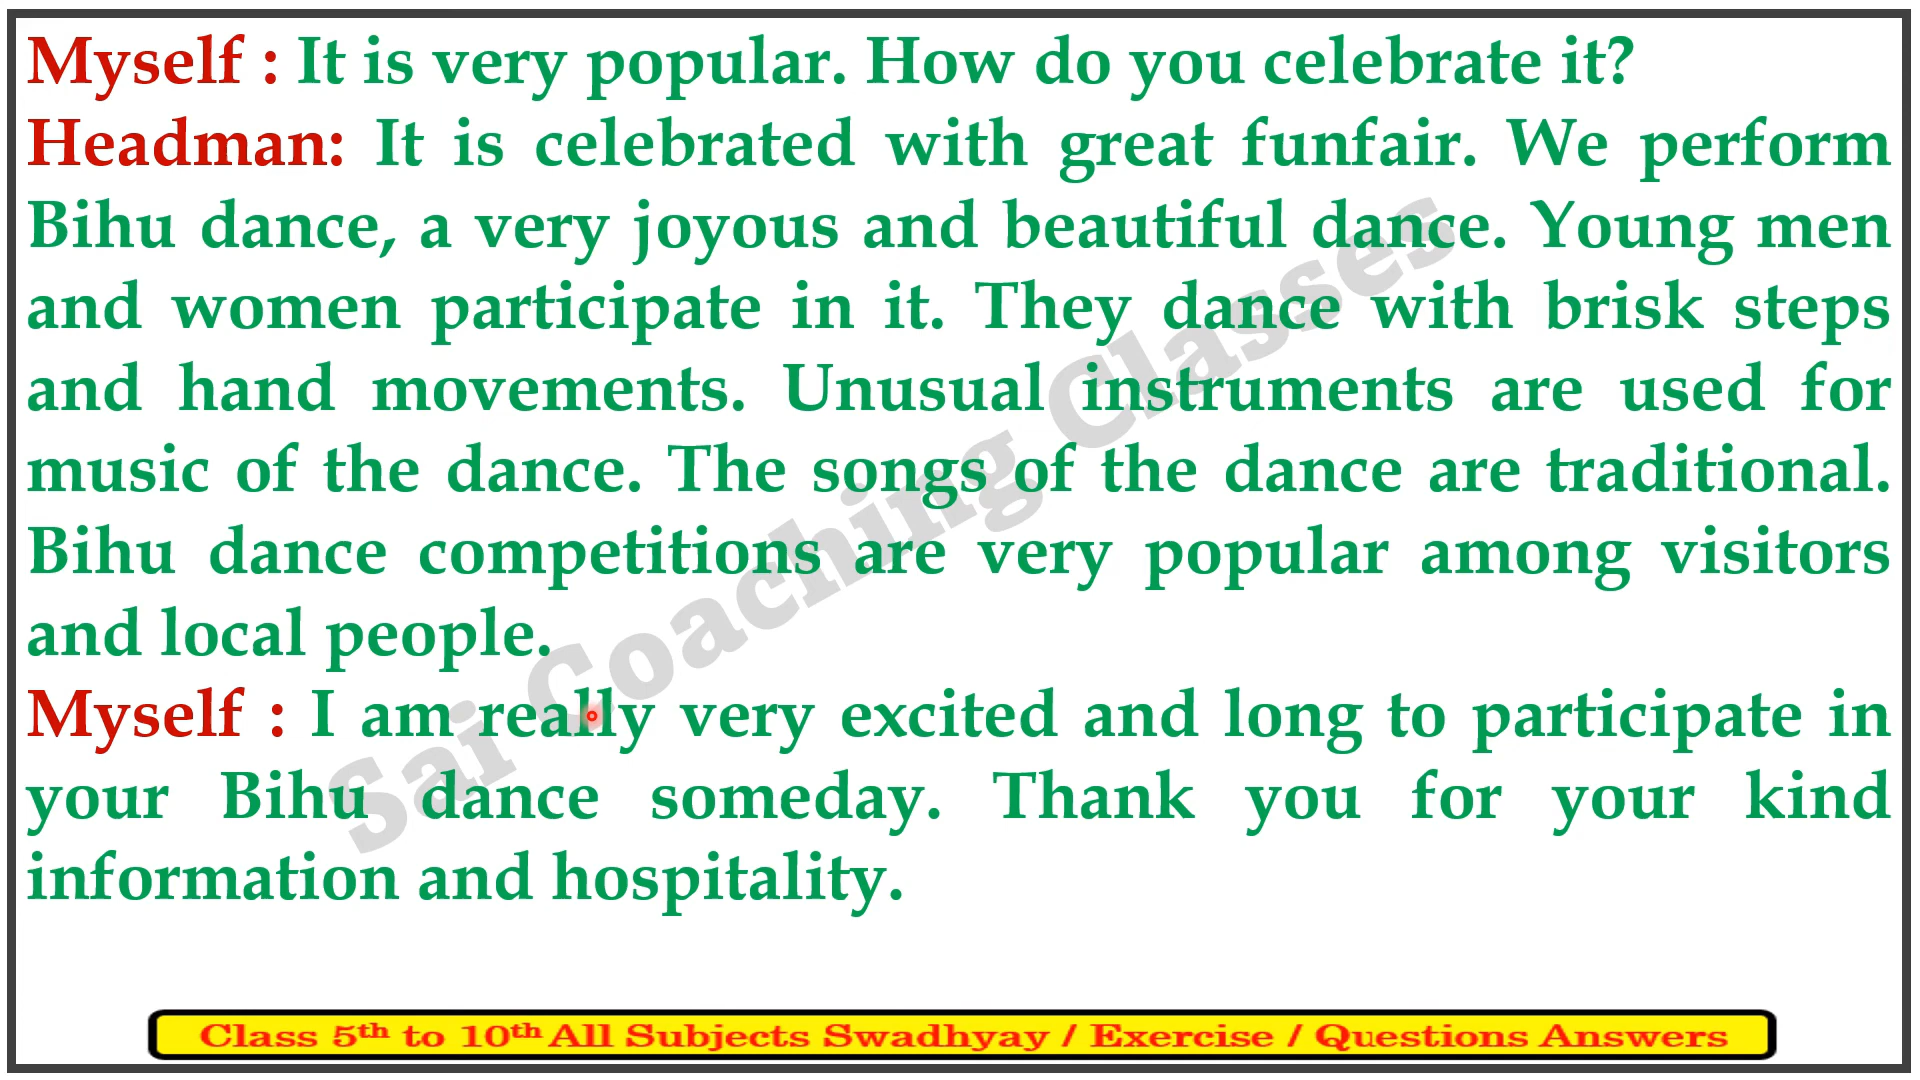 Myself : It is very popular. How do you celebrate it?
Headman: It is celebrated with great funfair. We perform
Bihu dance, a very joyous and beautiful dance. Young men
and women participate in it. They dance with brisk steps
and hand movements. Unusual instruments are used for
music of the dance. The songs of the dance are traditional.
Bihu dance competitions are very popular among visitors
and local people.
Myself : I am really very excited and long to participate in
your Bihu dance someday. Thank you for your kind
information and hospitality.
Sai Coaching Classes
Class 5th to 10th All Subjects Swadhyay / Exercise / Questions Answers